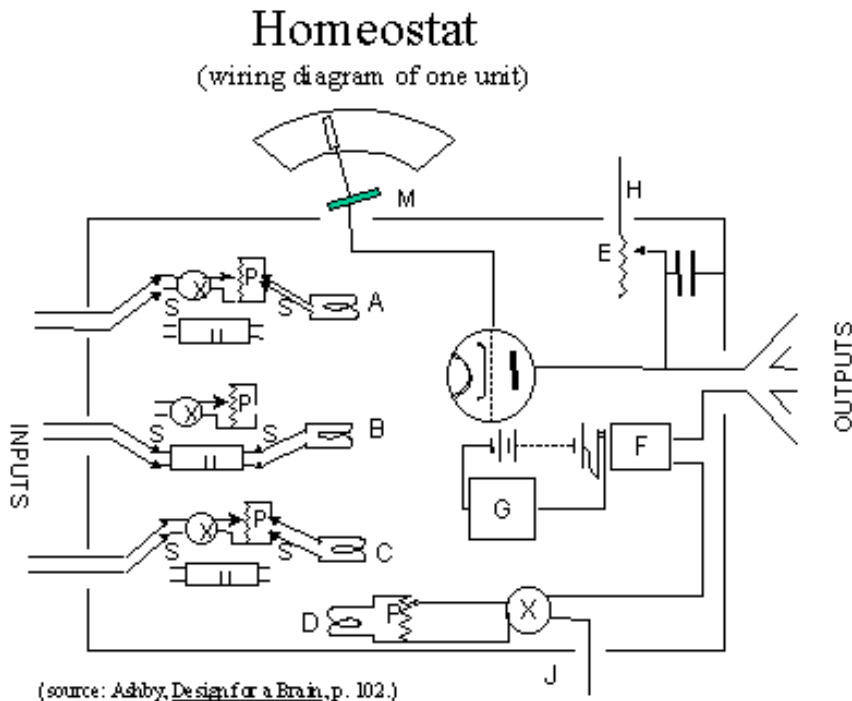 Homeostat
(wiring diagram of one unit)
M
H
E
P
X
S
S
A
U
P
X
S
S
B
U
INPUTS
OUTPUTS
F
G
P
X
S
S
C
U
D
P
X
J
(source: Ashby, Design for a Brain, p. 102.)